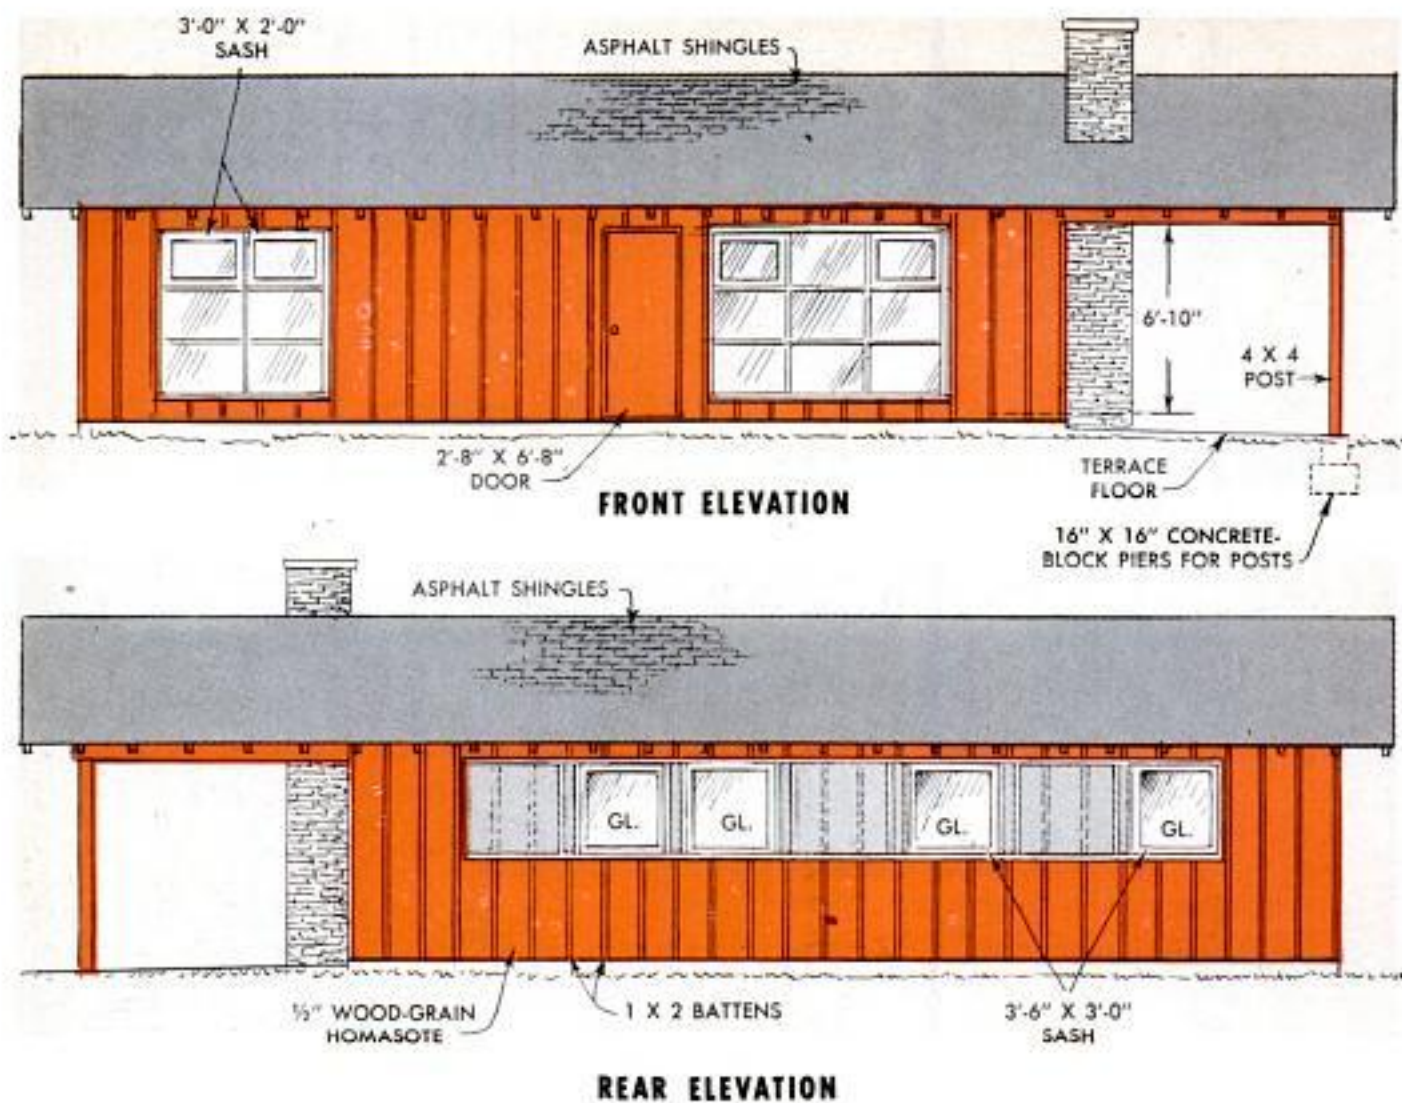 3'-0" X 2'-0"
SASH
ASPHALT SHINGLES
6'-10"
4 X 4
POST
2'-8" X 6'-8"
DOOR
TERRACE
FLOOR
FRONT ELEVATION
16" X 16" CONCRETE-
BLOCK PIERS FOR POSTS
ASPHALT SHINGLES
GL.
GL.
GL.
GL.
½" WOOD-GRAIN
HOMASOTE
1 X 2 BATTENS
3'-6" X 3'-0"
SASH
REAR ELEVATION